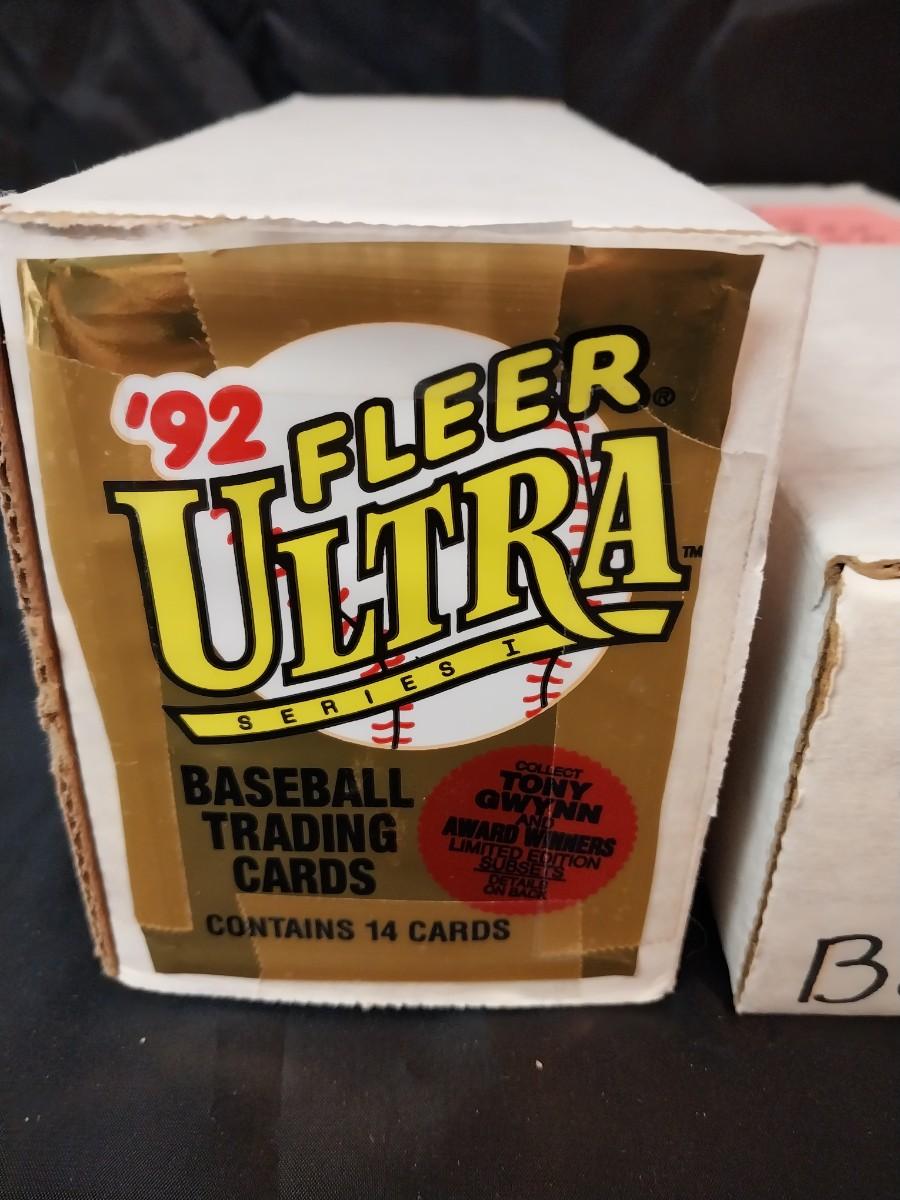 '92 FLEER®
ULTRA™
SERIES I
BASEBALL
TRADING
CARDS
CONTAINS 14 CARDS
COLLECT
TONY
GWYNN
AND
AWARD WINNERS
LIMITED EDITION
SUBSETS
DETAILS
ON BACK
B